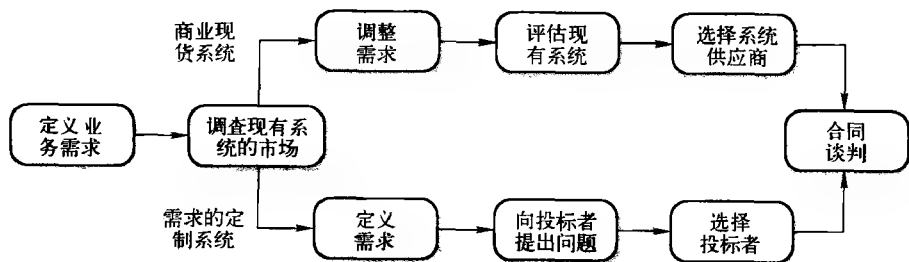 商业现
货系统
调整
需求
评估现
有系统
选择系统
供应商
定义业
务需求
调查现有系
统的市场
合同
谈判
需求的定
制系统
定义
需求
向投标者
提出问题
选择
投标者